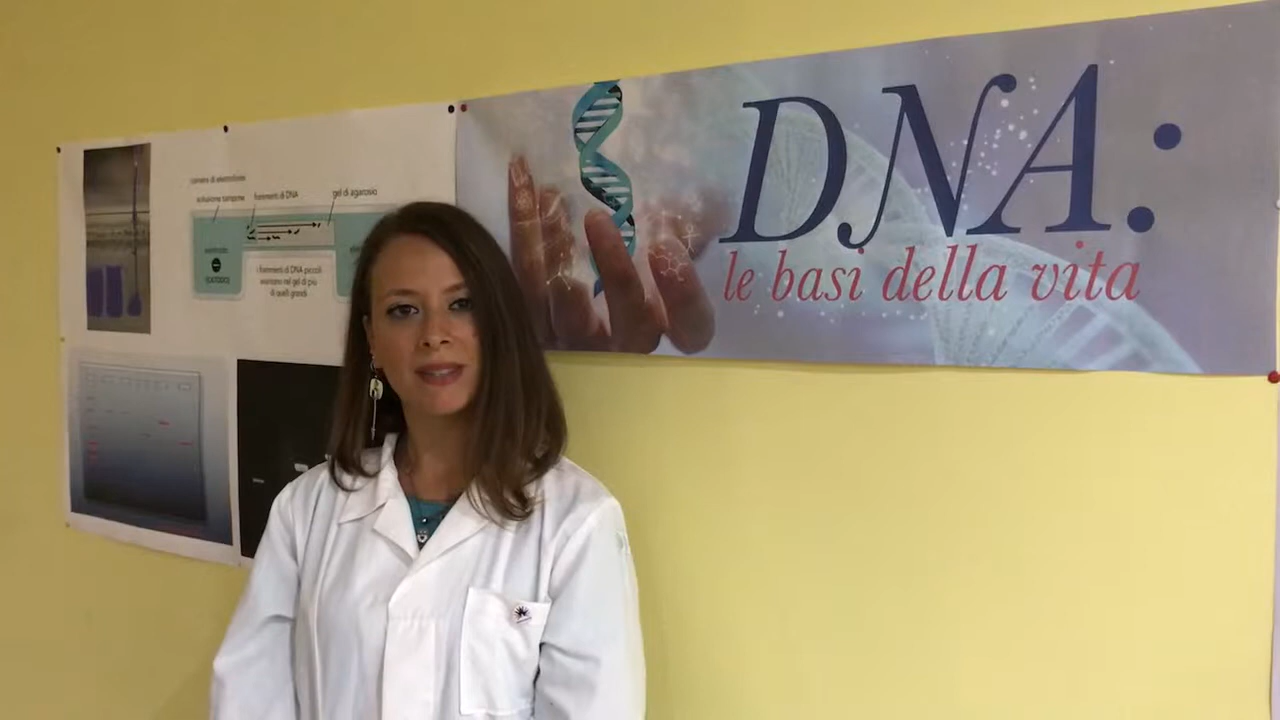 camera di elettroforesi
soluzione tampone
frammenti di DNA
gel di agarosio
(CATODO)
i frammenti di DNA piccoli
avanzano nel gel di più
di quelli grandi
DNA:
le basi della vita